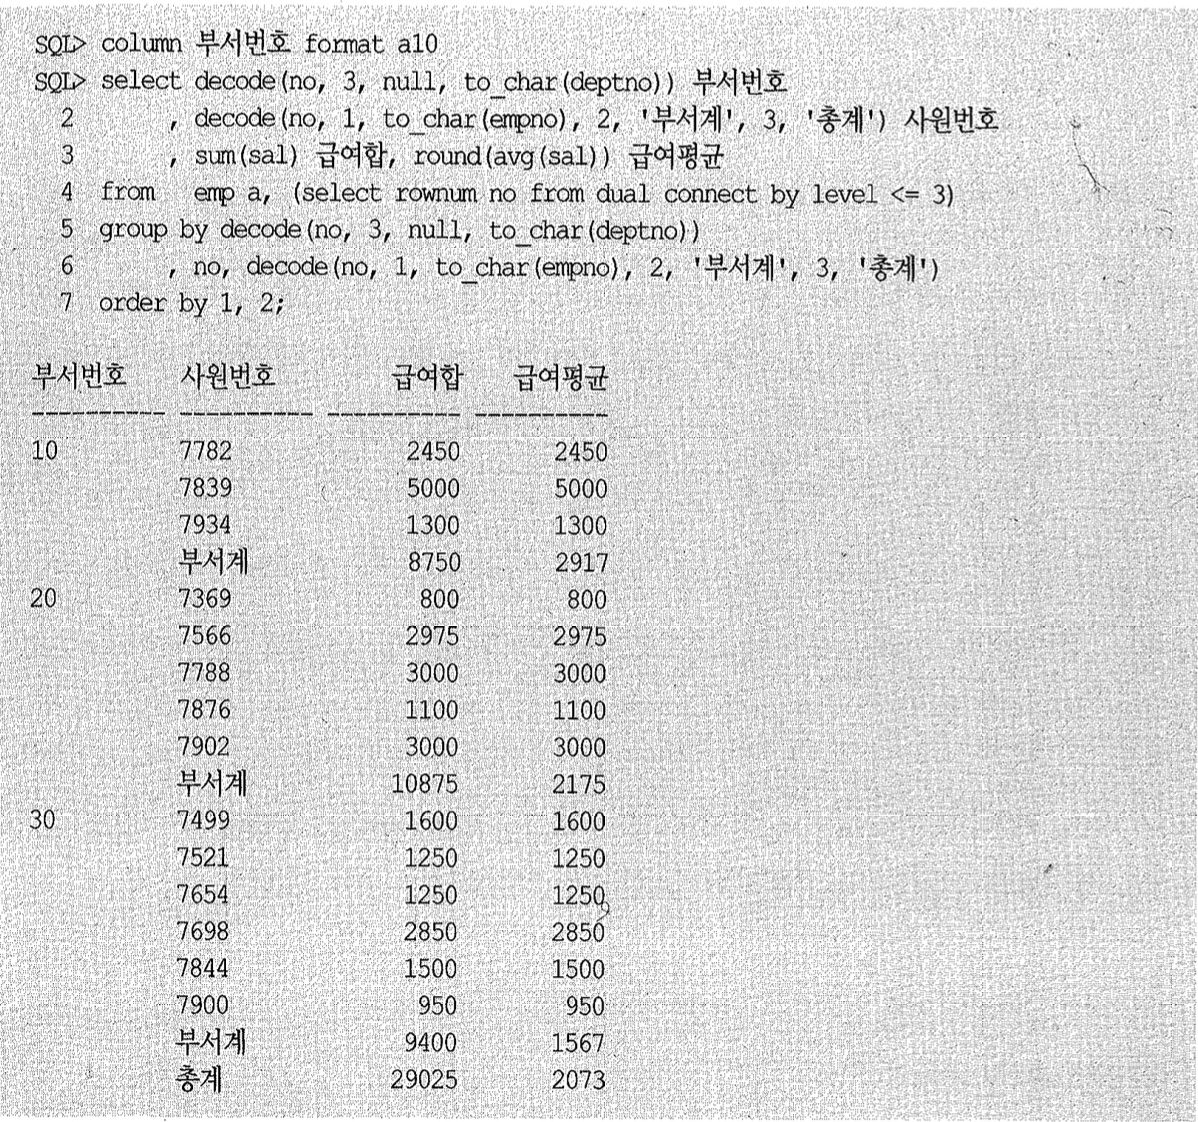 SQL> column 부서번호 format a10
SQL> select decode(no, 3, null, to_char(deptno)) 부서번호
2 , decode(no, 1, to_char(empno), 2, '부서계', 3, '총계') 사원번호
3 , sum(sal) 급여합, round(avg(sal)) 급여평균
4 from emp a, (select rownum no from dual connect by level <= 3)
5 group by decode(no, 3, null, to_char(deptno))
6 , no, decode(no, 1, to_char(empno), 2, '부서계', 3, '총계')
7 order by 1, 2;
부서번호 사원번호 급여합 급여평균
---------- ---------- ---------- ----------
10 7782 2450 2450
7839 5000 5000
7934 1300 1300
부서계 8750 2917
20 7369 800 800
7566 2975 2975
7788 3000 3000
7876 1100 1100
7902 3000 3000
부서계 10875 2175
30 7499 1600 1600
7521 1250 1250
7654 1250 1250
7698 2850 2850
7844 1500 1500
7900 950 950
부서계 9400 1567
총계 29025 2073